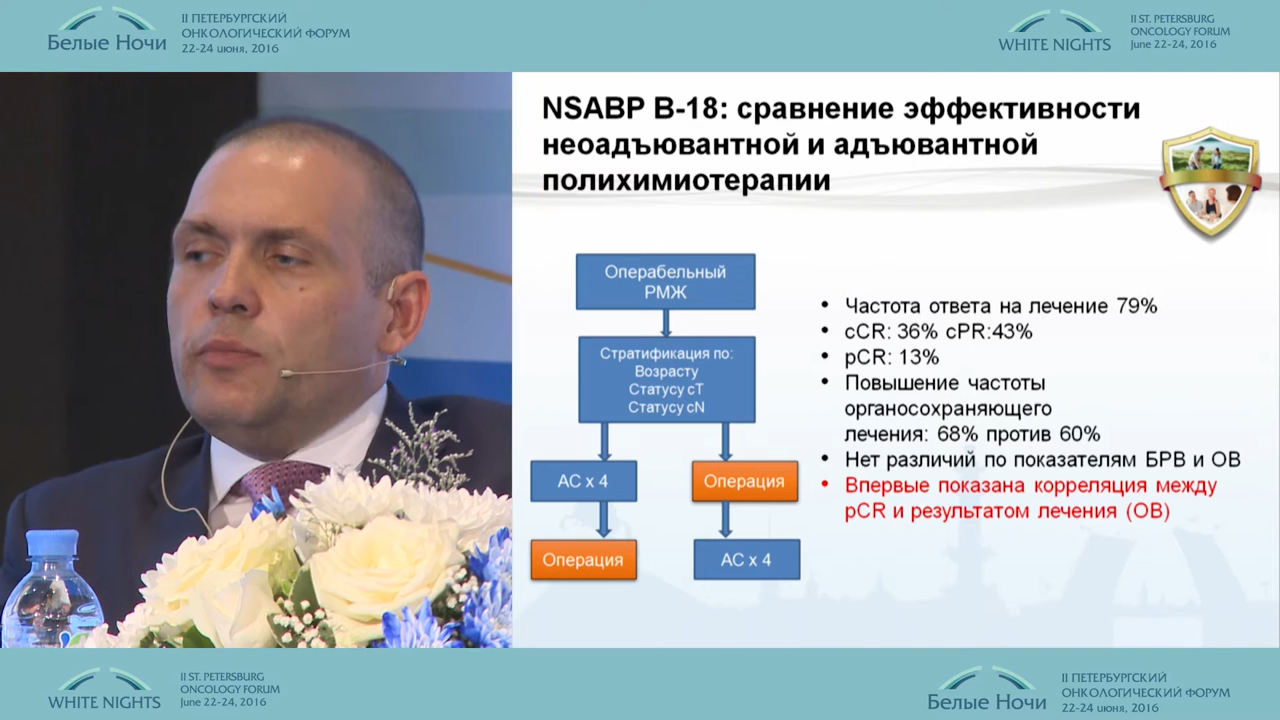 Белые Ночи
II ПЕТЕРБУРГСКИЙ
ОНКОЛОГИЧЕСКИЙ ФОРУМ
22-24 июня, 2016
WHITE NIGHTS
II ST. PETERSBURG
ONCOLOGY FORUM
June 22-24, 2016
NSABP B-18: сравнение эффективности
неоадъювантной и адъювантной
полихимиотерапии
Операбельный
РМЖ
Стратификация по:
Возрасту
Статусу cT
Статусу cN
AC x 4
Операция
Операция
AC x 4
• Частота ответа на лечение 79%
• cCR: 36% cPR:43%
• pCR: 13%
• Повышение частоты
органосохраняющего
лечения: 68% против 60%
• Нет различий по показателям БРВ и ОВ
• Впервые показана корреляция между
pCR и результатом лечения (ОВ)
WHITE NIGHTS
II ST. PETERSBURG
ONCOLOGY FORUM
June 22-24, 2016
Белые Ночи
II ПЕТЕРБУРГСКИЙ
ОНКОЛОГИЧЕСКИЙ ФОРУМ
22-24 июня, 2016